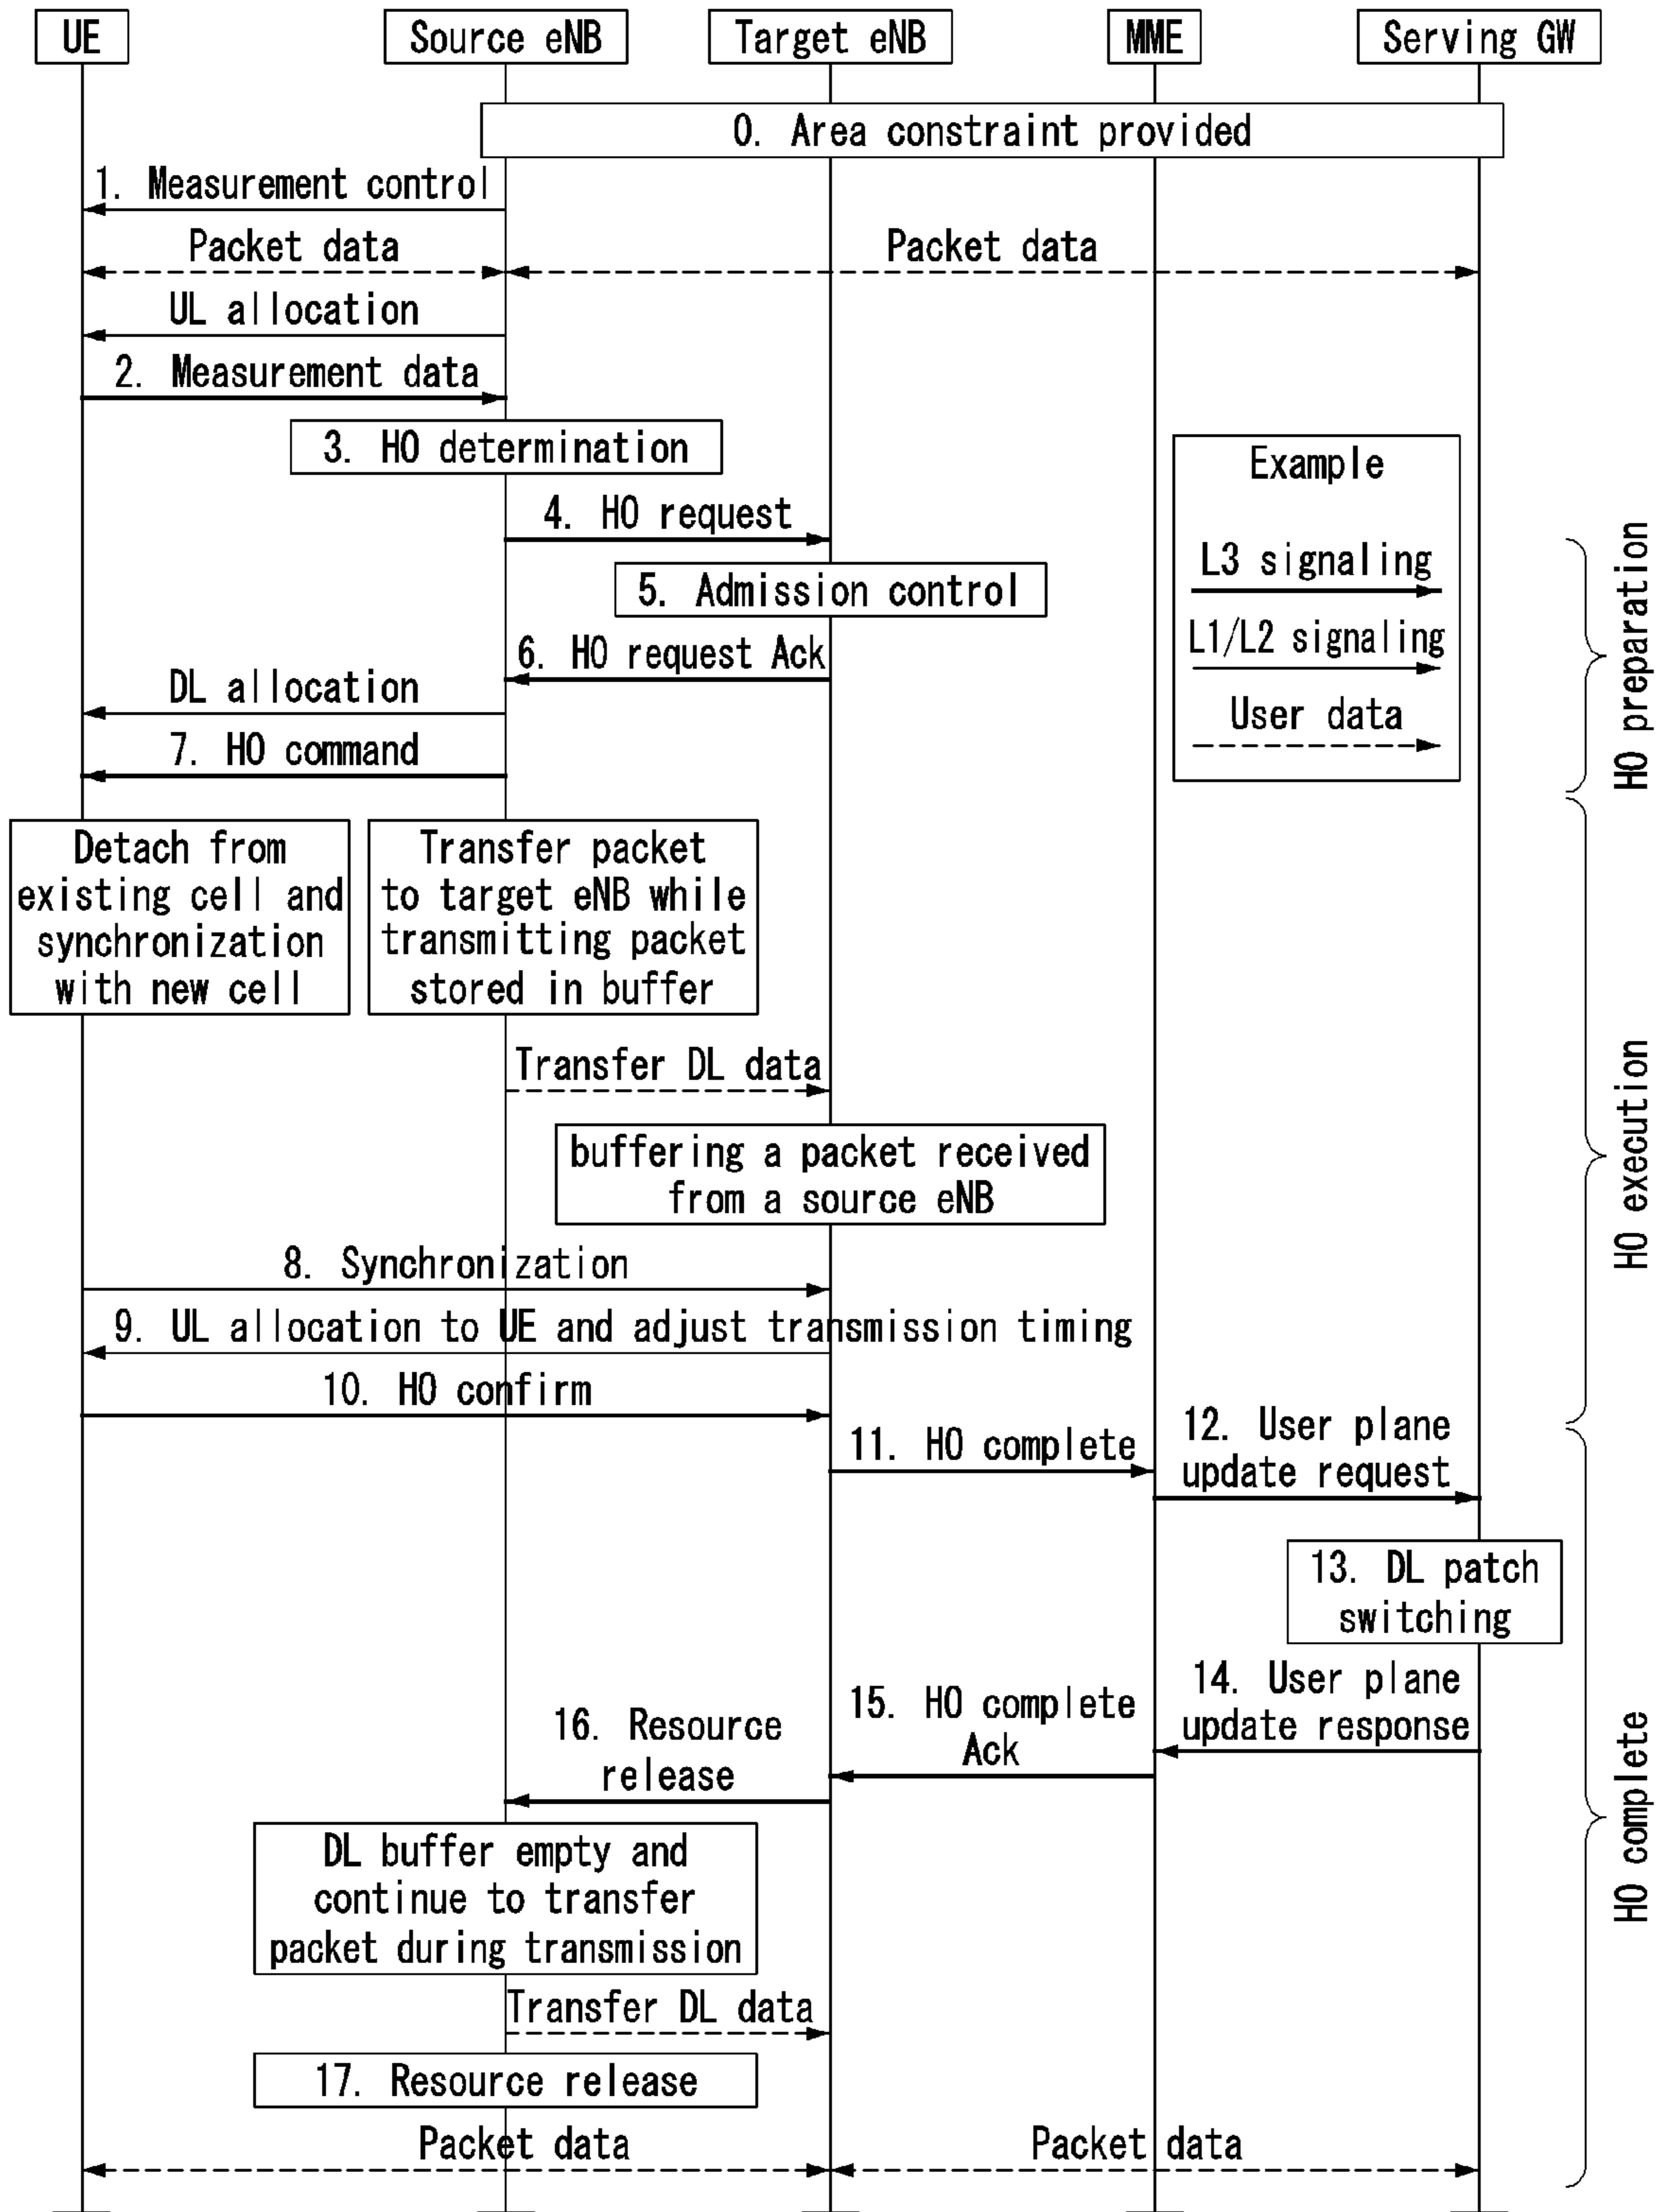 UE
Source eNB
Target eNB
MME
Serving GW
0. Area constraint provided
1. Measurement control
Packet data
Packet data
UL allocation
2. Measurement data
3. HO determination
4. HO request
5. Admission control
6. HO request Ack
DL allocation
7. HO command
Example
L3 signaling
L1/L2 signaling
User data
HO preparation
Detach from
existing cell and
synchronization
with new cell
Transfer packet
to target eNB while
transmitting packet
stored in buffer
Transfer DL data
buffering a packet received
from a source eNB
8. Synchronization
9. UL allocation to UE and adjust transmission timing
10. HO confirm
HO execution
11. HO complete
12. User plane
update request
13. DL patch
switching
14. User plane
update response
15. HO complete
Ack
16. Resource
release
DL buffer empty and
continue to transfer
packet during transmission
Transfer DL data
17. Resource release
Packet data
Packet data
HO complete